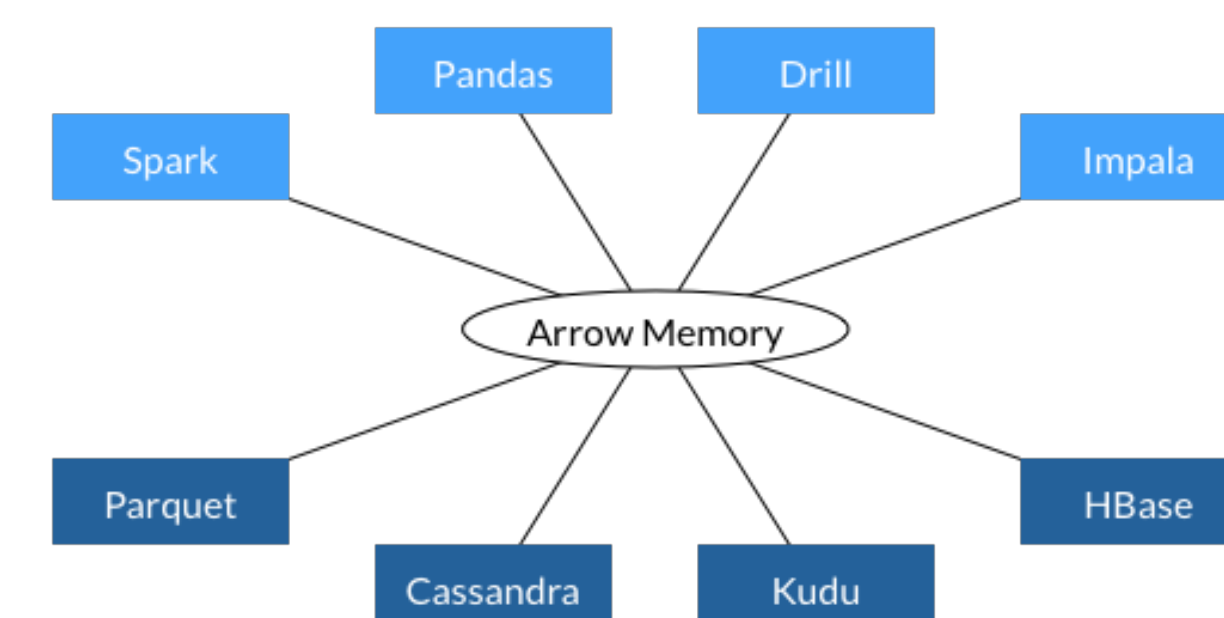 Pandas
Drill
Spark
Impala
Arrow Memory
Parquet
HBase
Cassandra
Kudu